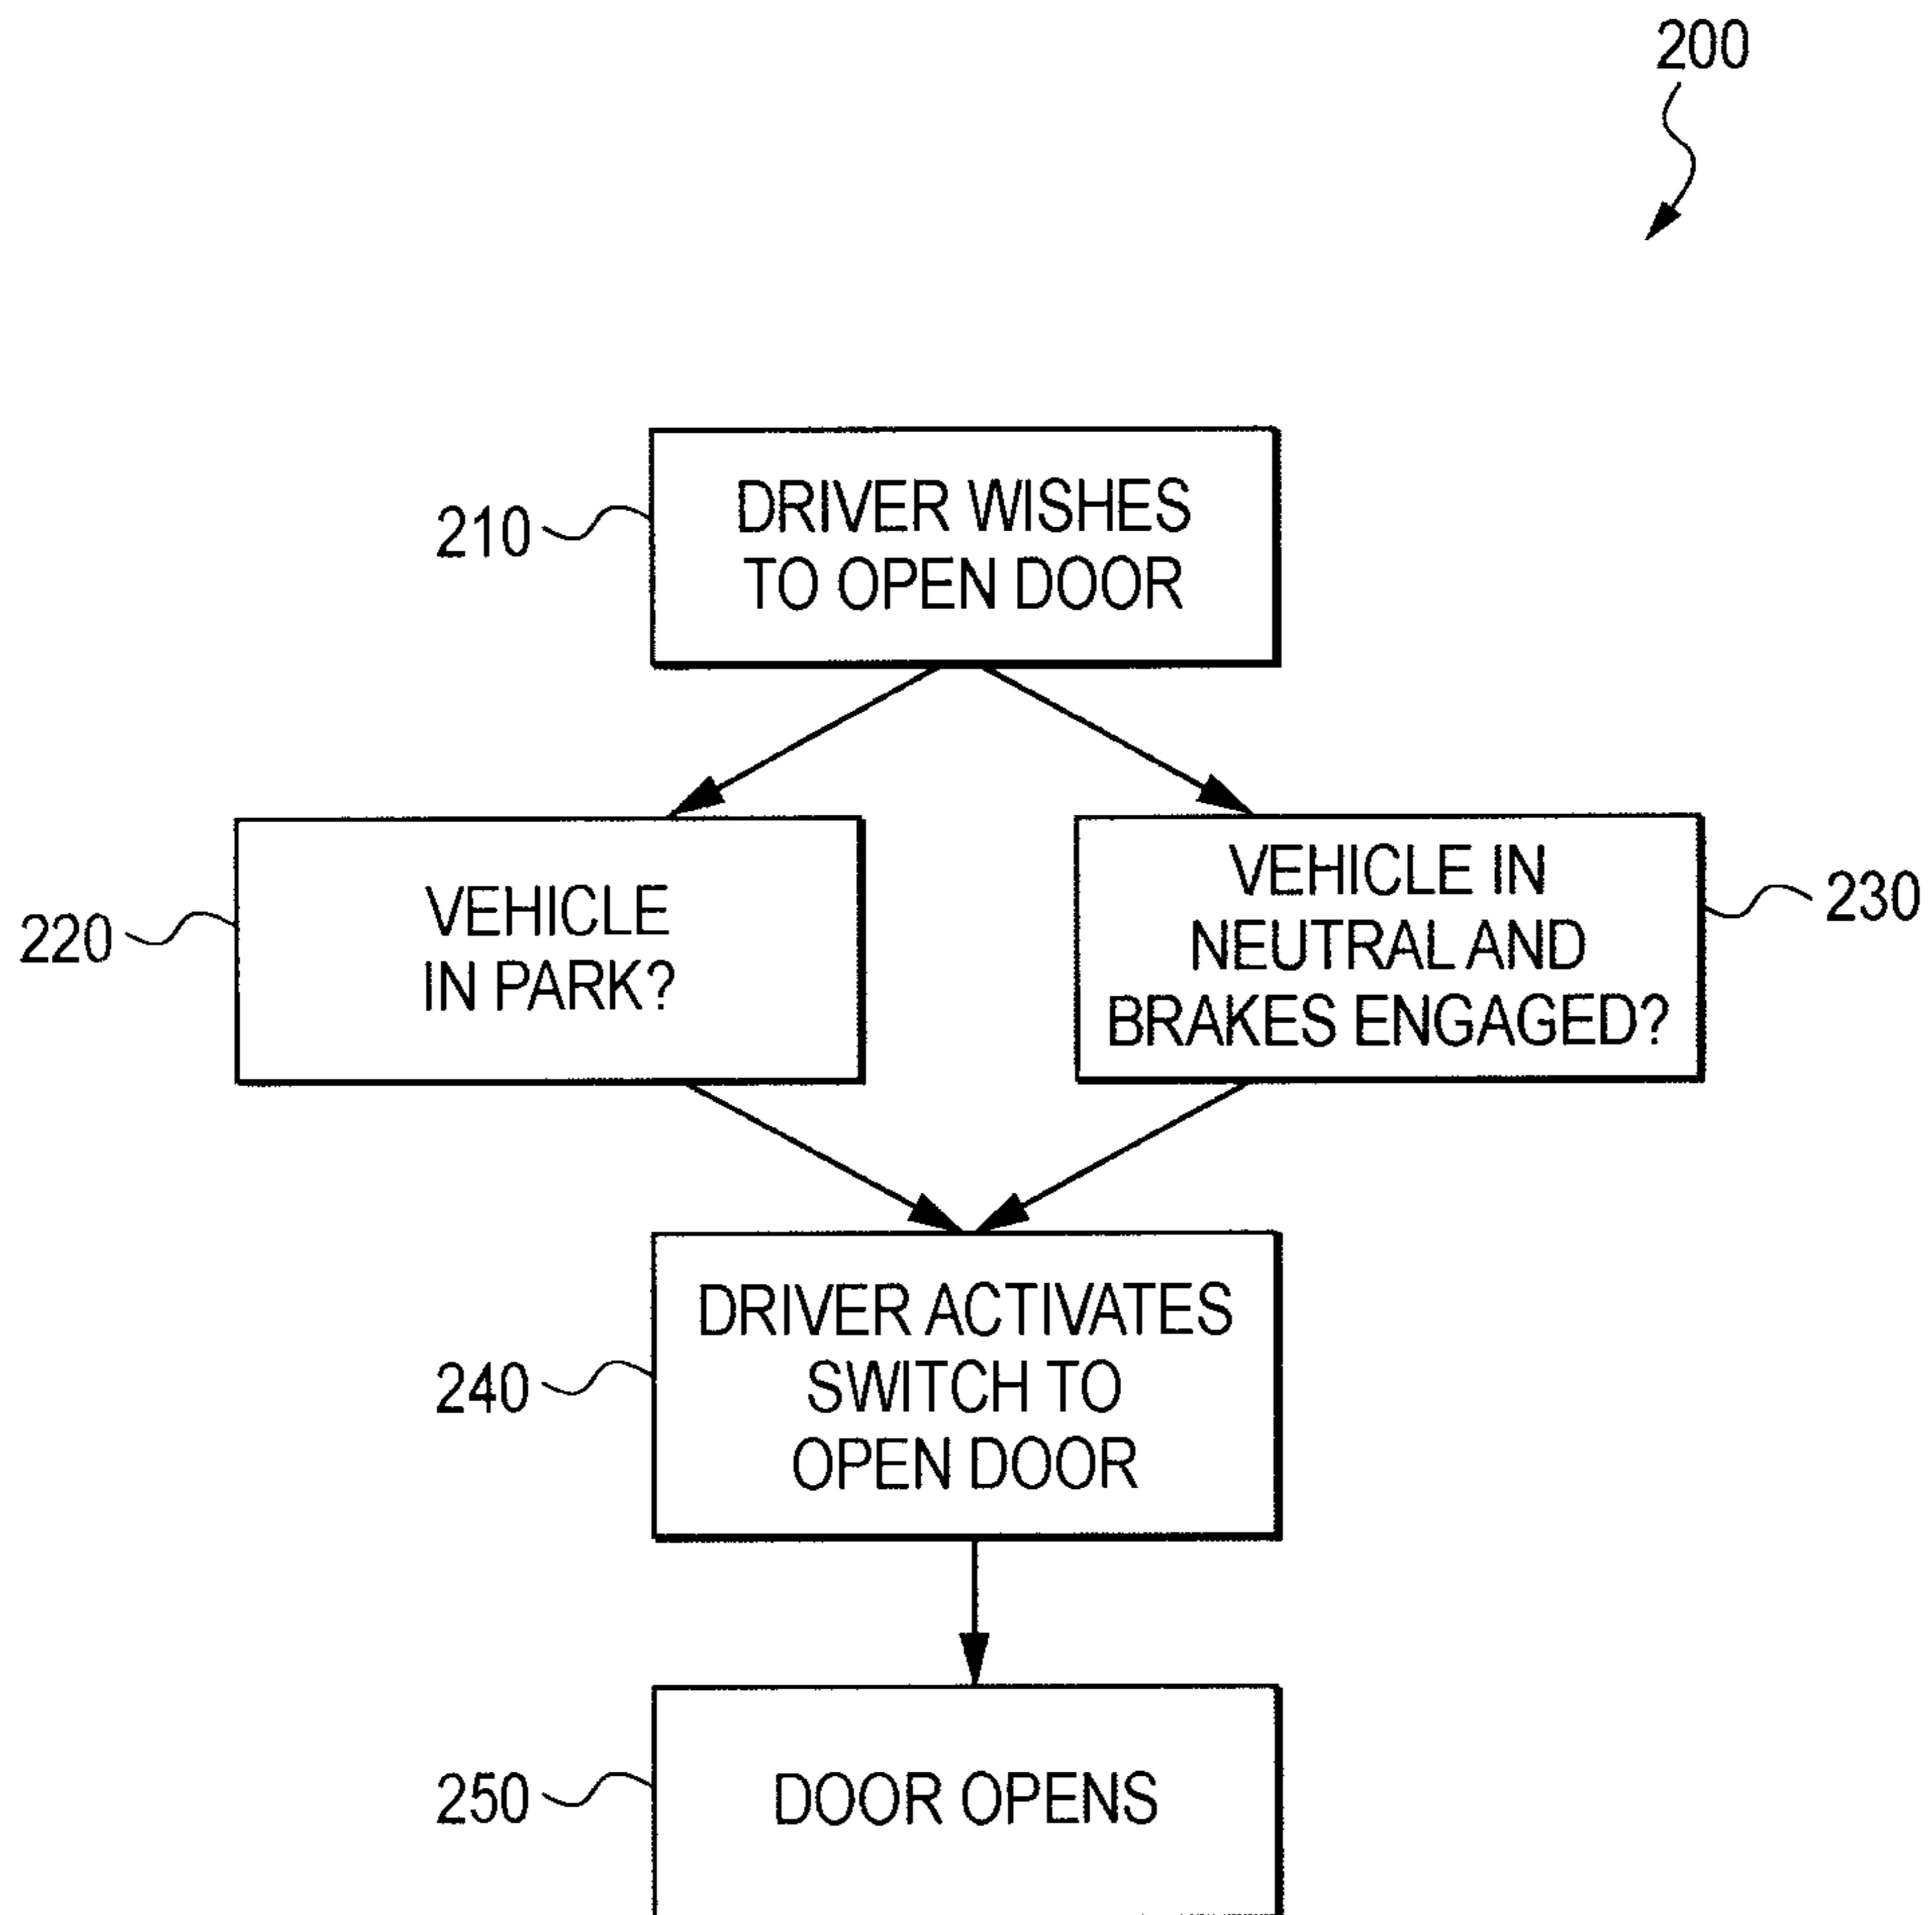 200
210
DRIVER WISHES
TO OPEN DOOR
220
VEHICLE
IN PARK?
VEHICLE IN
NEUTRAL AND
BRAKES ENGAGED?
230
240
DRIVER ACTIVATES
SWITCH TO
OPEN DOOR
250
DOOR OPENS